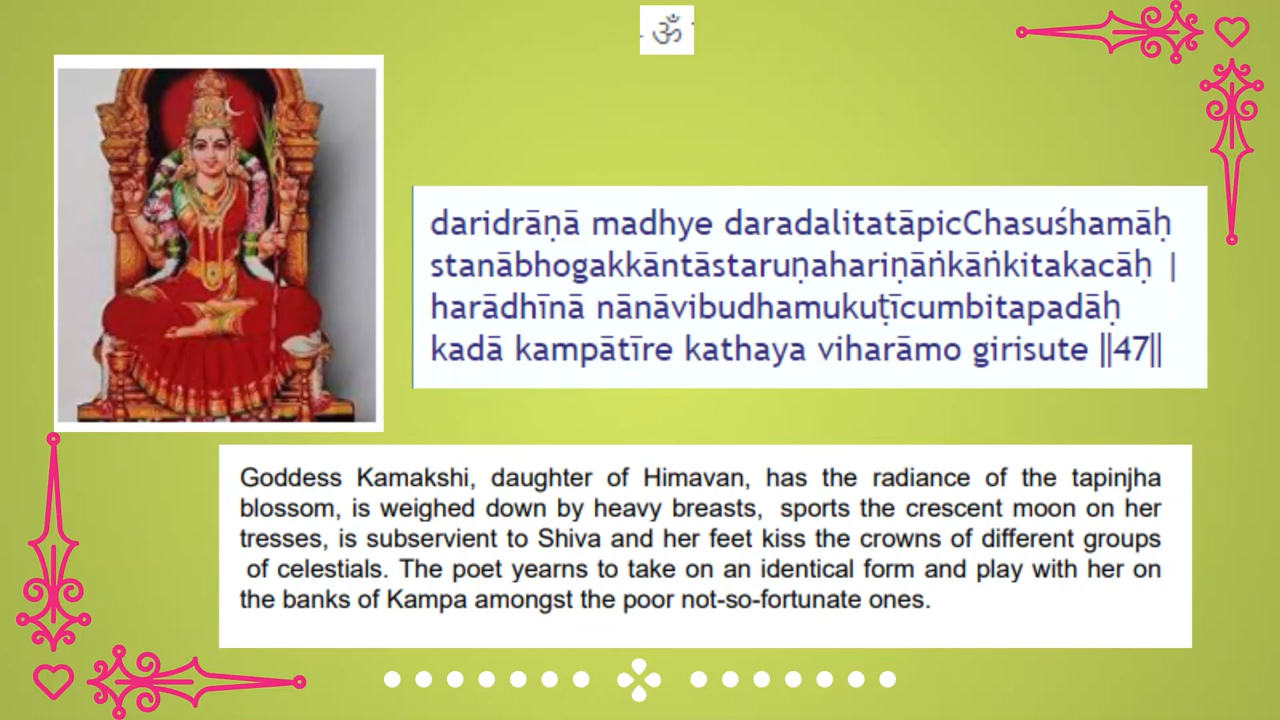 ॐ
daridrāṇā madhye daradalitatāpicChasuśhamāḥ
stanābhogakkāntāstaruṇahariṇāṅkāṅkitakacāḥ |
harādhīnā nānāvibudhamukuṭīcumbitapadāḥ
kadā kampātīre kathaya viharāmo girisute ||47||
Goddess Kamakshi, daughter of Himavan, has the radiance of the tapinjha
blossom, is weighed down by heavy breasts, sports the crescent moon on her
tresses, is subservient to Shiva and her feet kiss the crowns of different groups
of celestials. The poet yearns to take on an identical form and play with her on
the banks of Kampa amongst the poor not-so-fortunate ones.